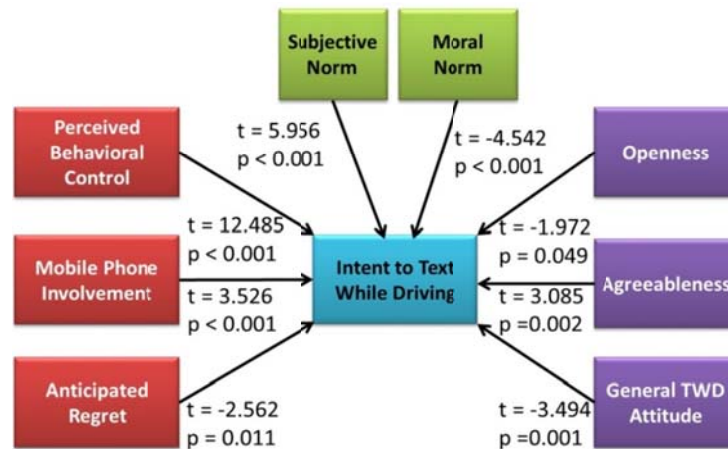 Subjective
Norm
Moral
Norm
Perceived
Behavioral
Control
t = 5.956
p < 0.001
t = -4.542
p < 0.001
Openness
t = 12.485
p < 0.001
t = -1.972
p = 0.049
Mobile Phone
Involvement
Intent to Text
While Driving
Agreeableness
t = 3.526
p < 0.001
t = 3.085
p =0.002
Anticipated
Regret
t = -2.562
p = 0.011
t = -3.494
p =0.001
General TWD
Attitude